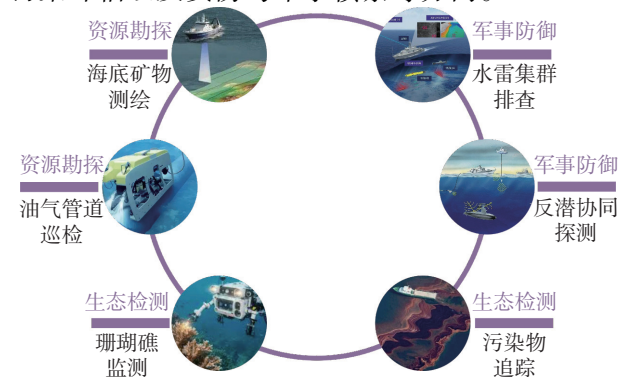 资源勘探
海底矿物
测绘
军事防御
水雷集群
排查
资源勘探
油气管道
巡检
军事防御
反潜协同
探测
生态检测
珊瑚礁
监测
生态检测
污染物
追踪